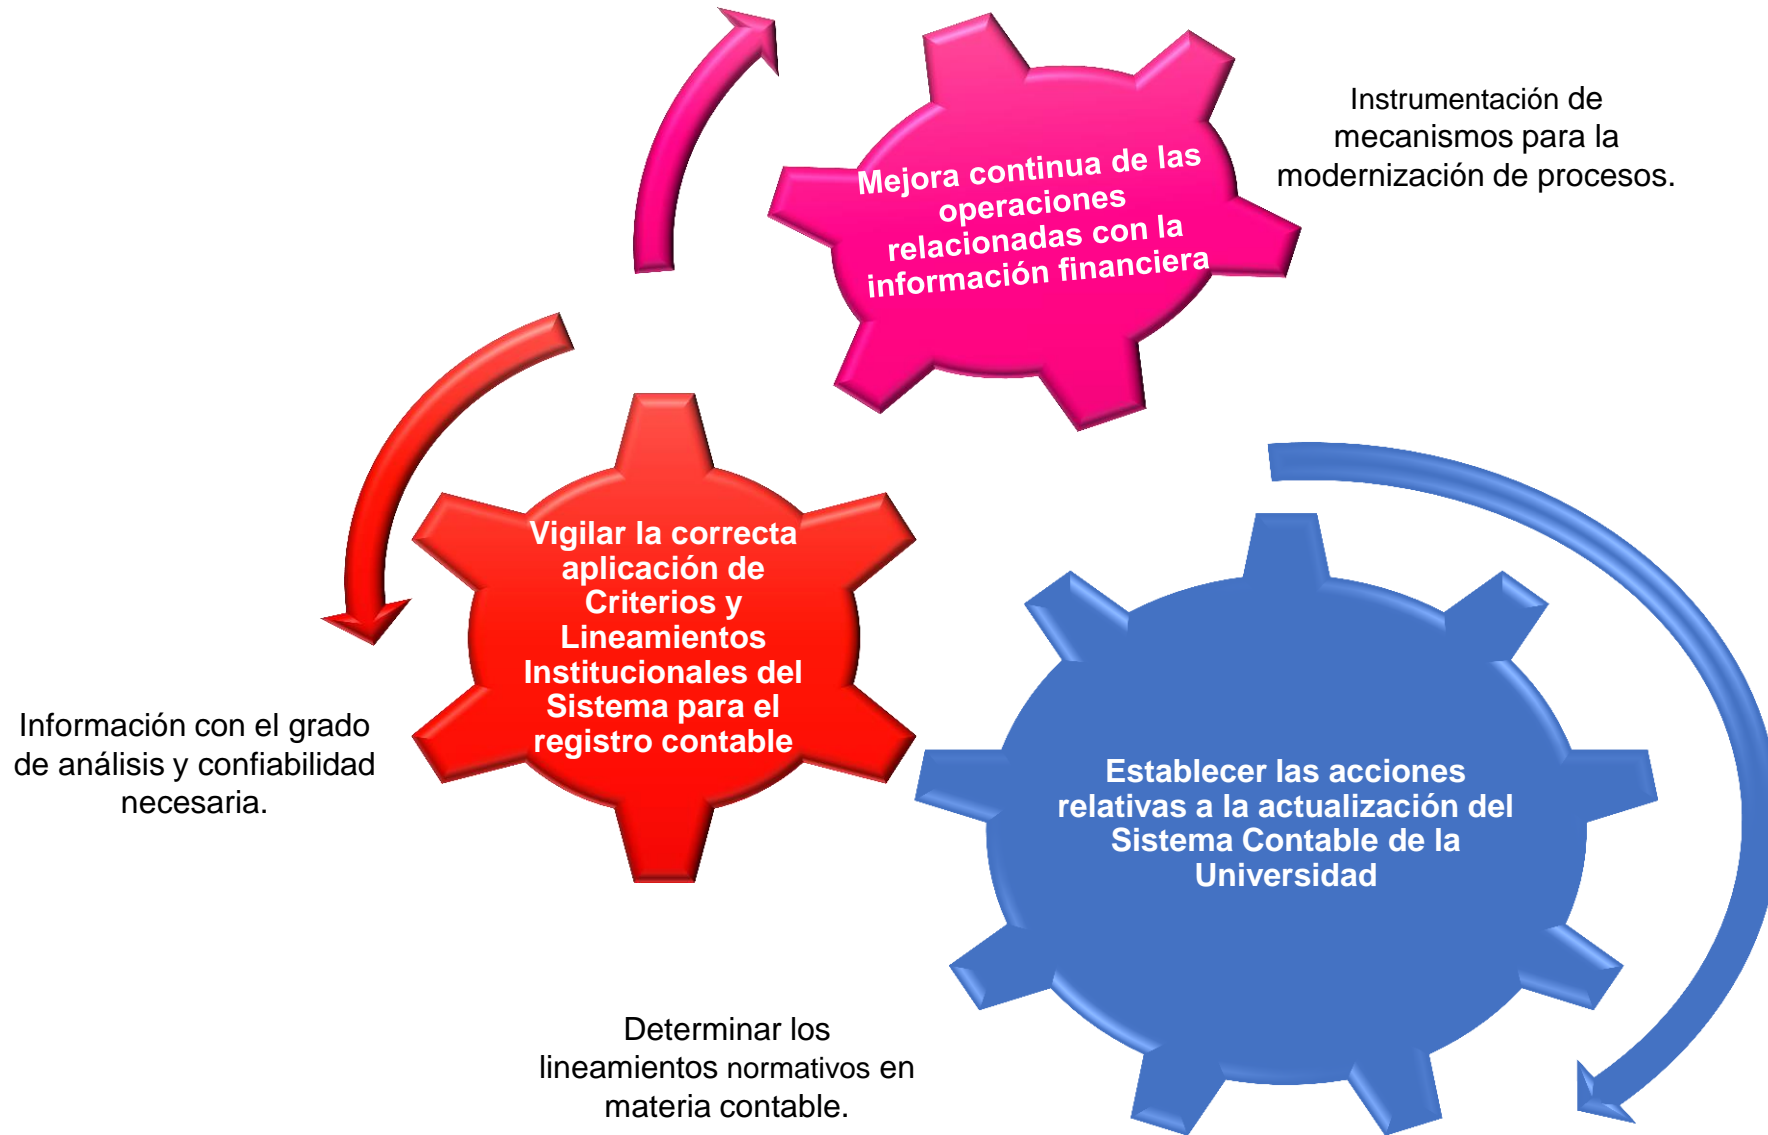 Instrumentación de
mecanismos para la
modernización de procesos.
Mejora continua de las
operaciones
relacionadas con la
información financiera
Vigilar la correcta
aplicación de
Criterios y
Lineamientos
Institucionales del
Sistema para el
registro contable
Información con el grado
de análisis y confiabilidad
necesaria.
Establecer las acciones
relativas a la actualización del
Sistema Contable de la
Universidad
Determinar los
lineamientos normativos en
materia contable.